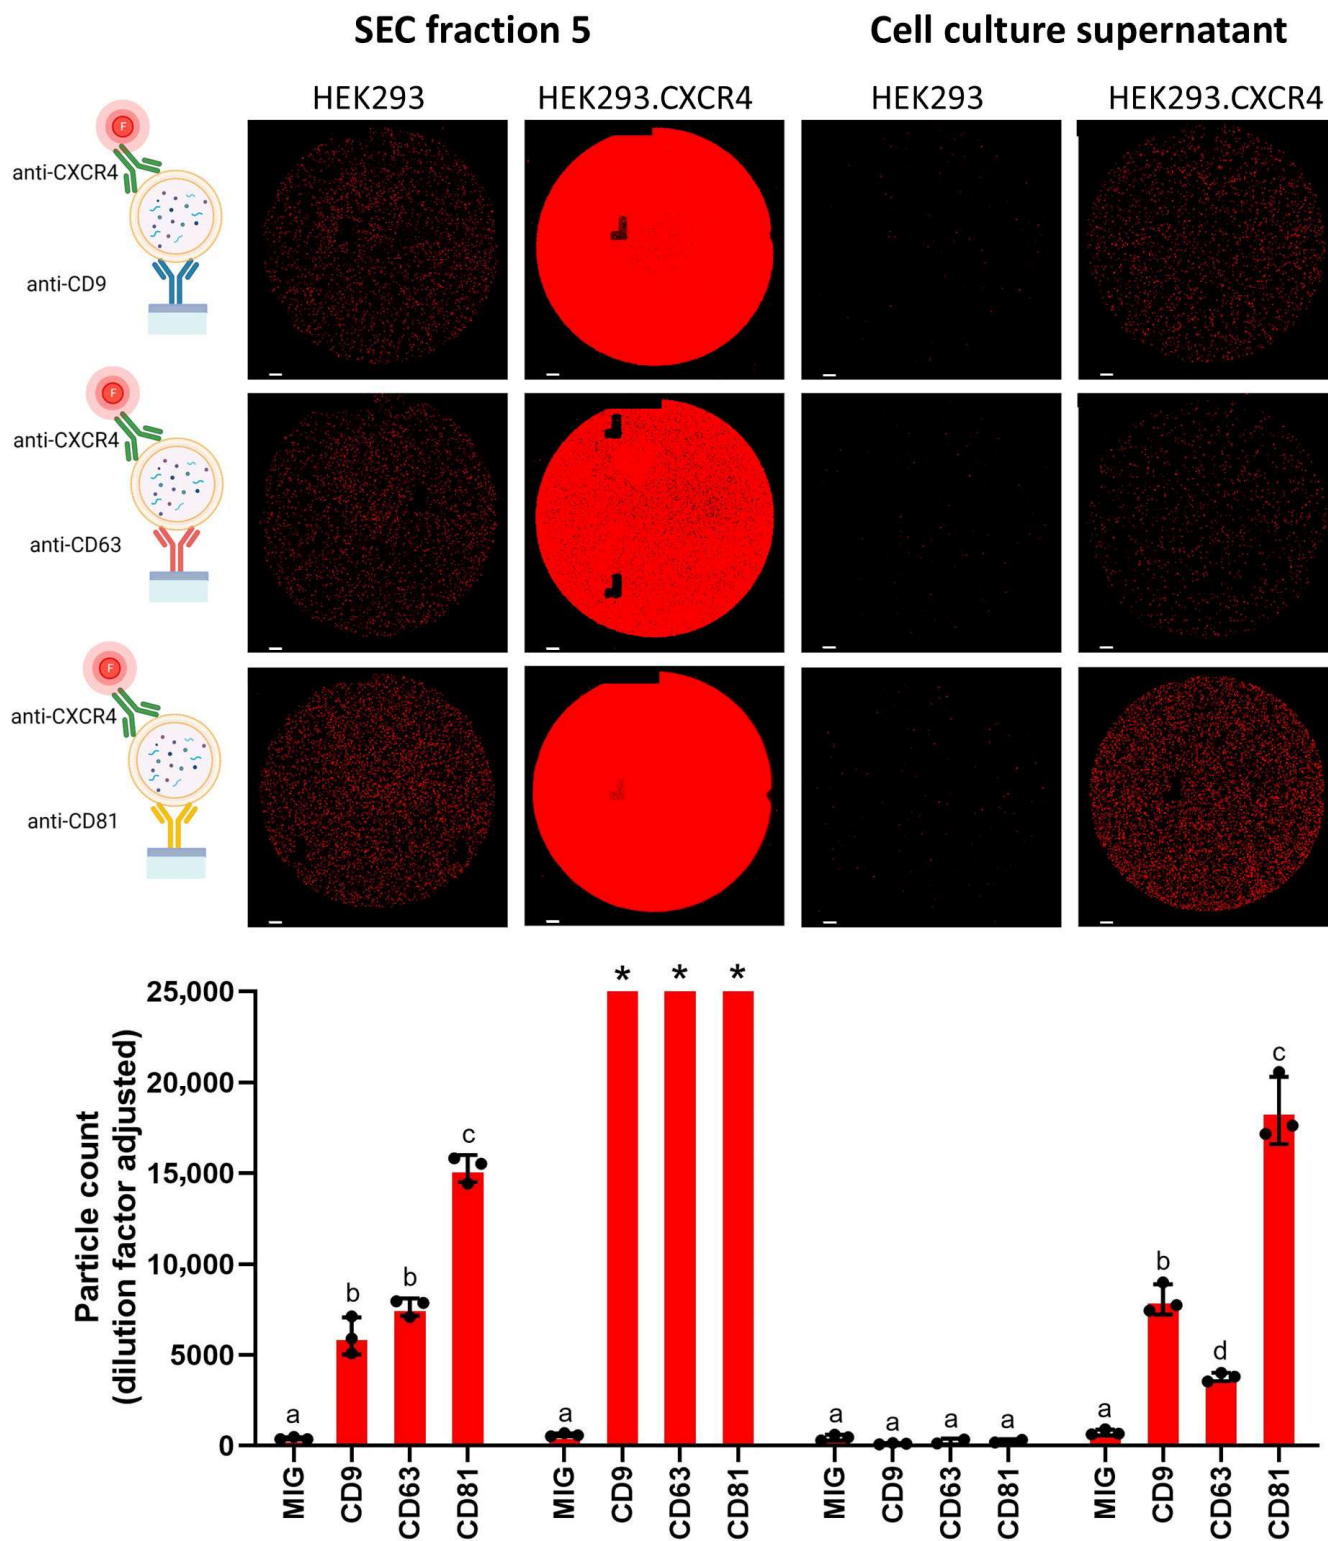 SEC fraction 5
Cell culture supernatant
HEK293
HEK293.CXCR4
HEK293
HEK293.CXCR4
F
anti-CXCR4
anti-CD9
F
anti-CXCR4
anti-CD63
F
anti-CXCR4
anti-CD81
Particle count
(dilution factor adjusted)
25,000
20,000
15,000
10,000
5000
0
a
b
b
c
a
*
*
*
a
a
a
a
a
b
d
c
MIG
CD9
CD63
CD81
MIG
CD9
CD63
CD81
MIG
CD9
CD63
CD81
MIG
CD9
CD63
CD81